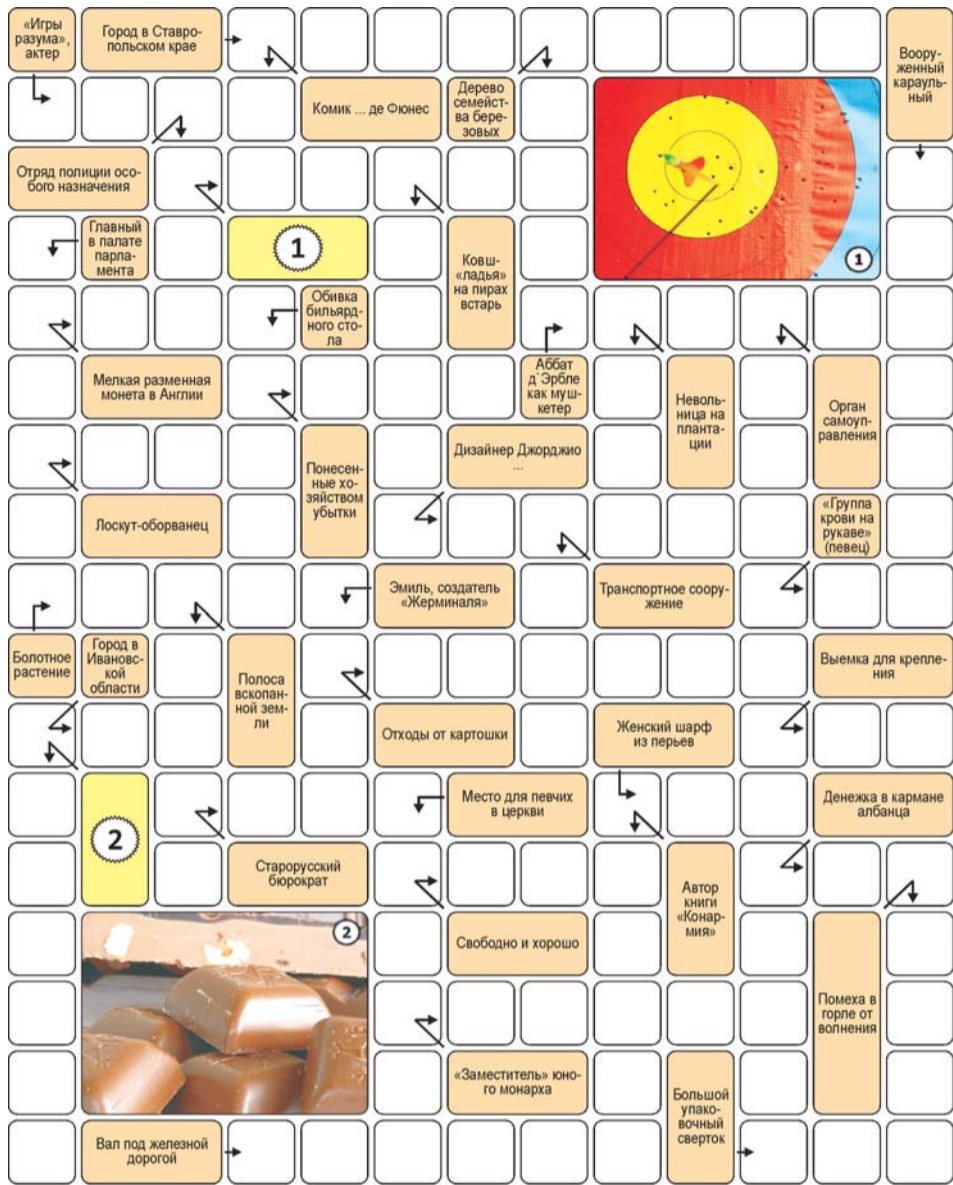 «Игры
разума»,
актер
Город в Ставро-
польском крае
Воору-
женный
карауль-
ный
Комик ... де Фюнес
Дерево
семейст-
ва бере-
зовых
Отряд полиции осо-
бого назначения
Главный
в палате
парла-
мента
1
Ковш-
«ладья»
на пирах
встарь
1
Обивка
бильярд-
ного сто-
ла
Мелкая разменная
монета в Англии
Аббат
д`Эрбле
как муш-
кетер
Неволь-
ница на
планта-
ции
Орган
самоуп-
равления
Понесен-
ные хо-
зяйством
убытки
Дизайнер Джорджио
...
Лоскут-оборванец
«Группа
крови на
рукаве»
(певец)
Эмиль, создатель
«Жерминаля»
Транспортное соору-
жение
Болотное
растение
Город в
Ивановс-
кой
области
Полоса
вскопан-
ной зем-
ли
Выемка для крепле-
ния
Отходы от картошки
Женский шарф
из перьев
2
Место для певчих
в церкви
Денежка в кармане
албанца
Старорусский
бюрократ
Автор
книги
«Конар-
мия»
2
Свободно и хорошо
Помеха в
горле от
волнения
«Заместитель» юно-
го монарха
Большой
упако-
вочный
сверток
Вал под железной
дорогой